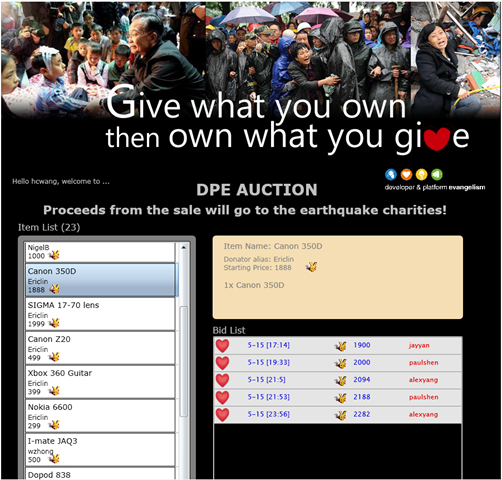 Give what you own
then own what you give
Hello hcwang, welcome to ...
developer & platform evangelism
DPE AUCTION
Proceeds from the sale will go to the earthquake charities!
Item List (23)
NigelB
1000
Canon 350D
Ericlin
1888
SIGMA 17-70 lens
Ericlin
1999
Canon Z20
Ericlin
499
Xbox 360 Guitar
Ericlin
399
Nokia 6600
Ericlin
299
I-mate JAQ3
wzhong
500
Dopod 838
Item Name: Canon 350D
Donator alias: Ericlin
Starting Price: 1888
1x Canon 350D
Bid List
5-15 [17:14] 1900 jayyan
5-15 [19:33] 2000 paulshen
5-15 [21:5] 2094 alexyang
5-15 [21:53] 2188 paulshen
5-15 [23:56] 2282 alexyang